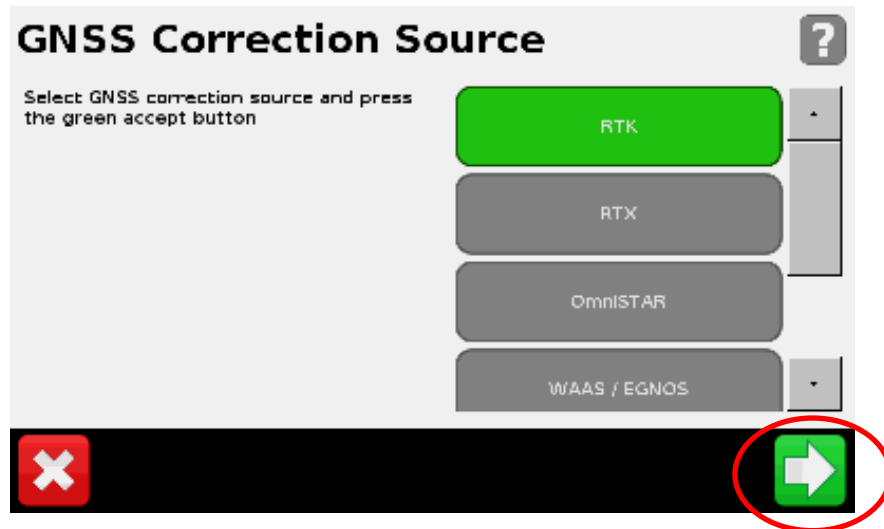 GNSS Correction Source
?
Select GNSS correction source and press
the green accept button
RTK
RTX
OmniSTAR
WAAS / EGNOS